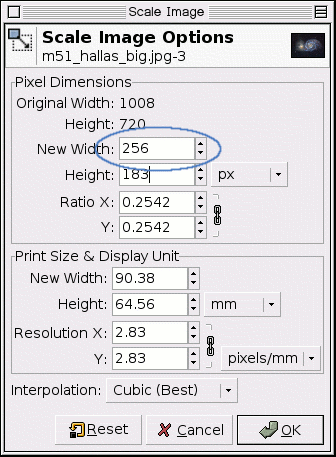 Scale Image
Scale Image Options
m51_hallas_big.jpg-3
Pixel Dimensions
Original Width: 1008
Height: 720
New Width: 256
Height: 183 px
Ratio X: 0.2542
Y: 0.2542
Print Size & Display Unit
New Width: 90.38
Height: 64.56 mm
Resolution X: 2.83
Y: 2.83 pixels/mm
Interpolation: Cubic (Best)
Reset Cancel OK